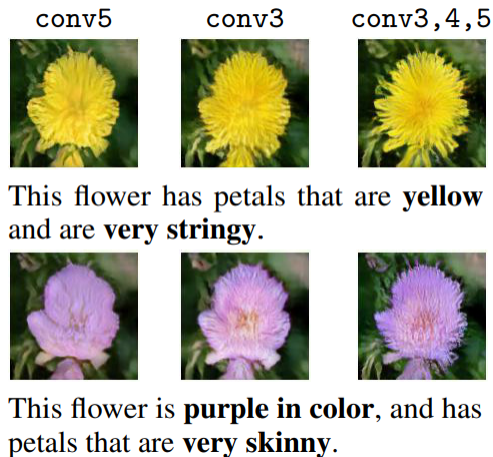 conv5 conv3 conv3,4,5
This flower has petals that are yellow
and are very stringy.
This flower is purple in color, and has
petals that are very skinny.